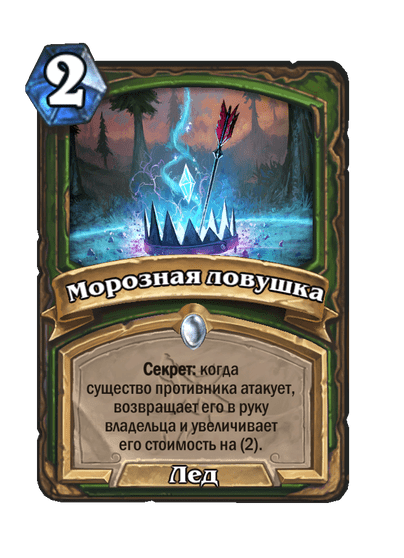 2
Морозная ловушка
Секрет: когда
существо противника атакует,
возвращает его в руку
владельца и увеличивает
его стоимость на (2).
Лед